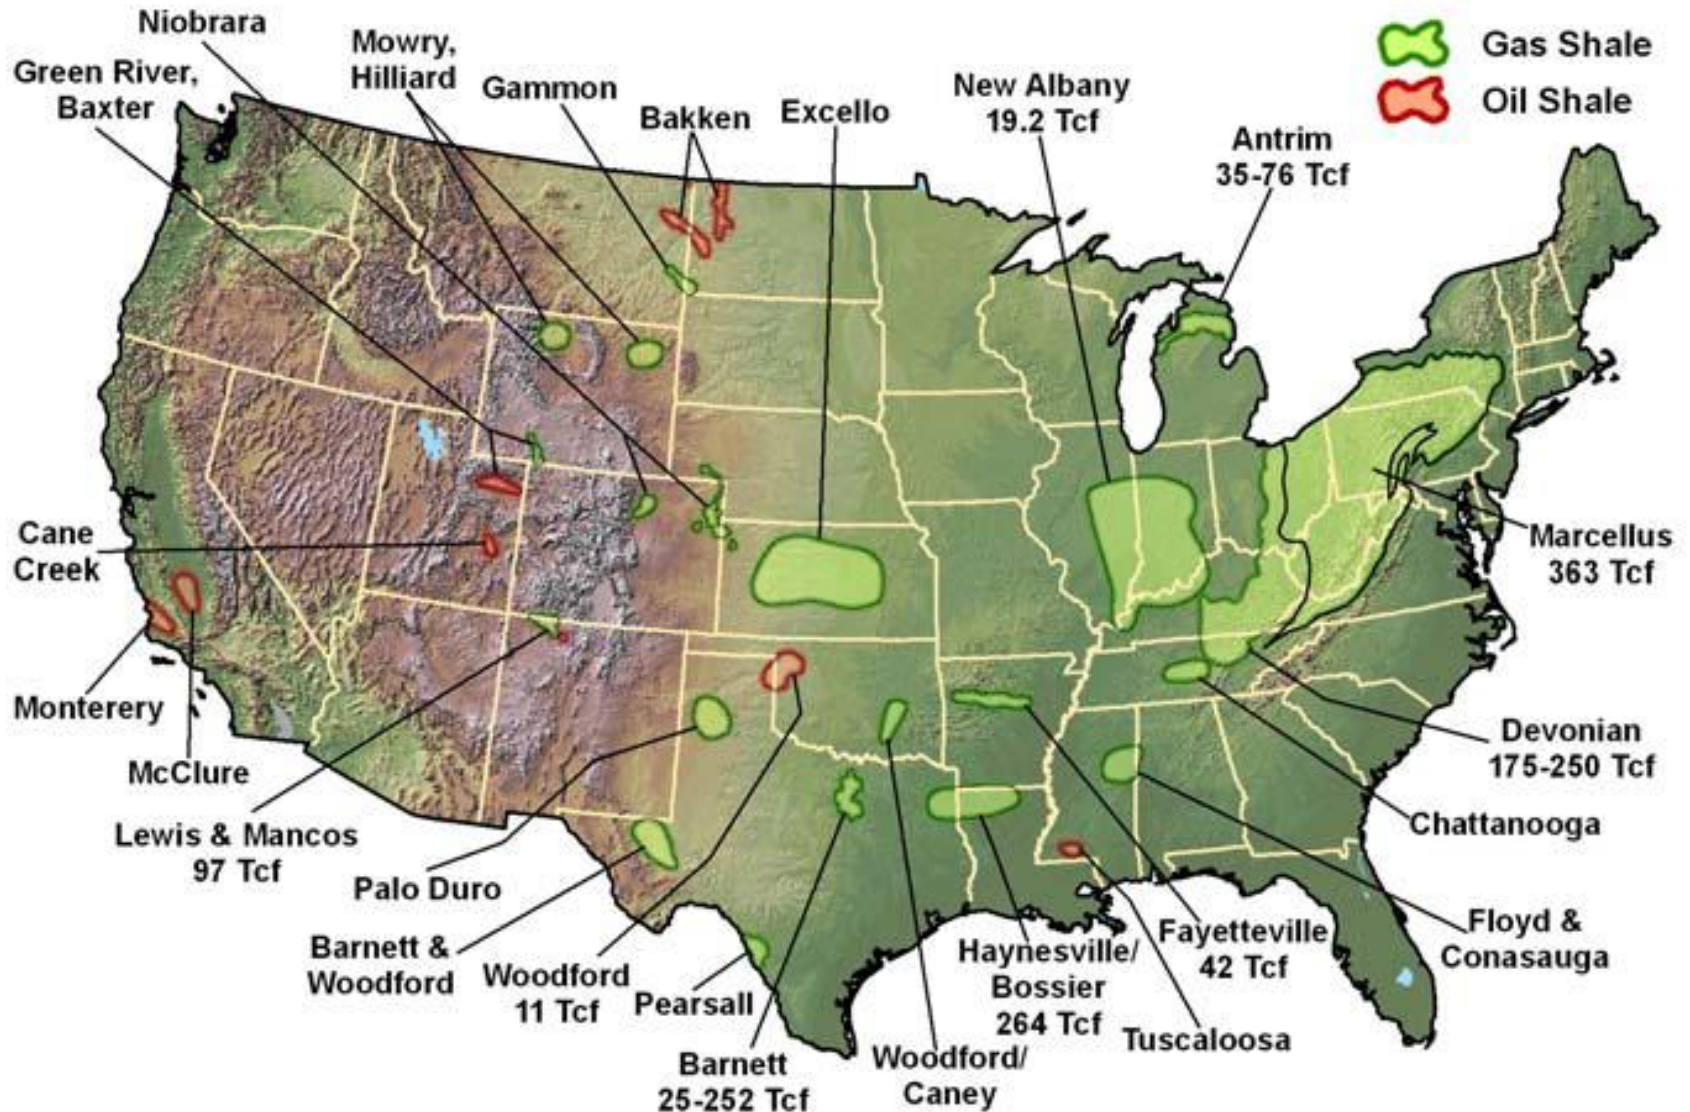 Niobrara
Mowry,
Hilliard
Green River,
Baxter
Gammon
Bakken
Excello
New Albany
19.2 Tcf
Antrim
35-76 Tcf
Gas Shale
Oil Shale
Cane
Creek
Marcellus
363 Tcf
Monterery
McClure
Devonian
175-250 Tcf
Chattanooga
Lewis & Mancos
97 Tcf
Palo Duro
Barnett &
Woodford
Woodford
11 Tcf
Pearsall
Barnett
25-252 Tcf
Woodford/
Caney
Haynesville/
Bossier
264 Tcf
Fayetteville
42 Tcf
Tuscaloosa
Floyd &
Conasauga